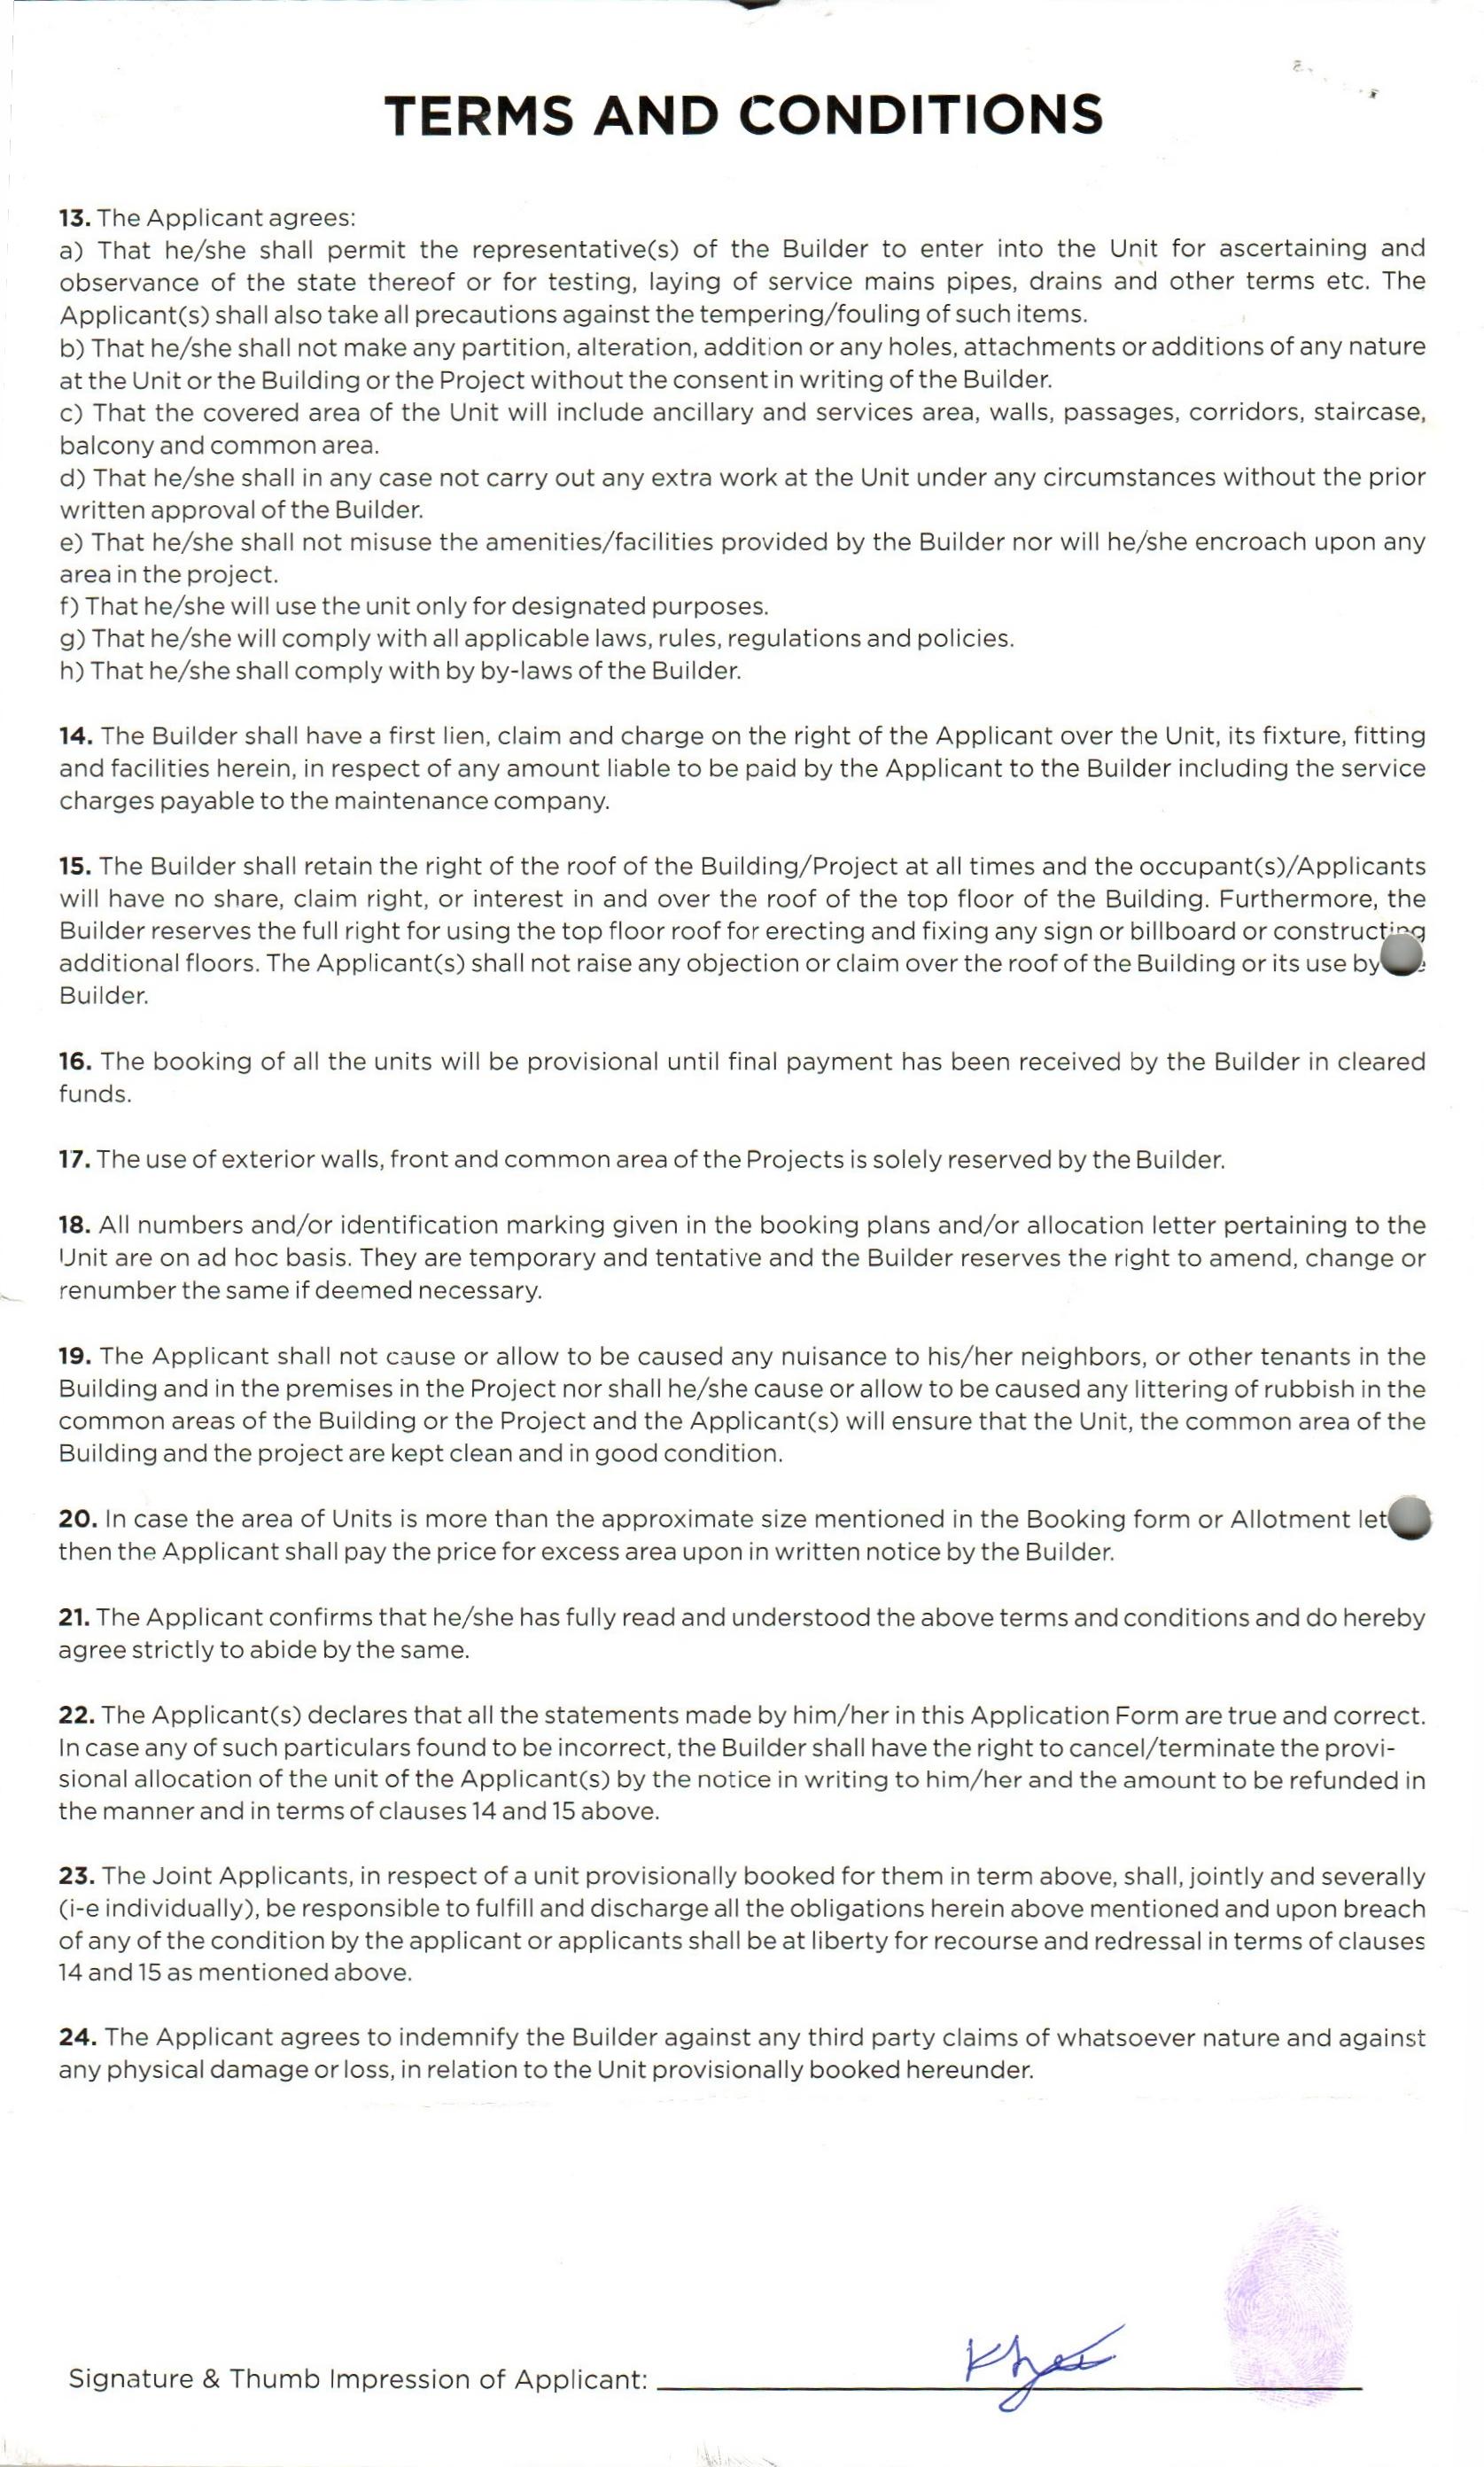 TERMS AND CONDITIONS
13. The Applicant agrees:
a) That he/she shall permit the representative(s) of the Builder to enter into the Unit for ascertaining and
observance of the state thereof or for testing, laying of service mains pipes, drains and other terms etc. The
Applicant(s) shall also take all precautions against the tempering/fouling of such items.
b) That he/she shall not make any partition, alteration, addition or any holes, attachments or additions of any nature
at the Unit or the Building or the Project without the consent in writing of the Builder.
c) That the covered area of the Unit will include ancillary and services area, walls, passages, corridors, staircase,
balcony and common area.
d) That he/she shall in any case not carry out any extra work at the Unit under any circumstances without the prior
written approval of the Builder.
e) That he/she shall not misuse the amenities/facilities provided by the Builder nor will he/she encroach upon any
area in the project.
f) That he/she will use the unit only for designated purposes.
g) That he/she will comply with all applicable laws, rules, regulations and policies.
h) That he/she shall comply with by by-laws of the Builder.
14. The Builder shall have a first lien, claim and charge on the right of the Applicant over the Unit, its fixture, fitting
and facilities herein, in respect of any amount liable to be paid by the Applicant to the Builder including the service
charges payable to the maintenance company.
15. The Builder shall retain the right of the roof of the Building/Project at all times and the occupant(s)/Applicants
will have no share, claim right, or interest in and over the roof of the top floor of the Building. Furthermore, the
Builder reserves the full right for using the top floor roof for erecting and fixing any sign or billboard or constructing
additional floors. The Applicant(s) shall not raise any objection or claim over the roof of the Building or its use by
Builder.
16. The booking of all the units will be provisional until final payment has been received by the Builder in cleared
funds.
17. The use of exterior walls, front and common area of the Projects is solely reserved by the Builder.
18. All numbers and/or identification marking given in the booking plans and/or allocation letter pertaining to the
Unit are on ad hoc basis. They are temporary and tentative and the Builder reserves the right to amend, change or
renumber the same if deemed necessary.
19. The Applicant shall not cause or allow to be caused any nuisance to his/her neighbors, or other tenants in the
Building and in the premises in the Project nor shall he/she cause or allow to be caused any littering of rubbish in the
common areas of the Building or the Project and the Applicant(s) will ensure that the Unit, the common area of the
Building and the project are kept clean and in good condition.
20. In case the area of Units is more than the approximate size mentioned in the Booking form or Allotment let
then the Applicant shall pay the price for excess area upon in written notice by the Builder.
21. The Applicant confirms that he/she has fully read and understood the above terms and conditions and do hereby
agree strictly to abide by the same.
22. The Applicant(s) declares that all the statements made by him/her in this Application Form are true and correct.
In case any of such particulars found to be incorrect, the Builder shall have the right to cancel/terminate the provi-
sional allocation of the unit of the Applicant(s) by the notice in writing to him/her and the amount to be refunded in
the manner and in terms of clauses 14 and 15 above.
23. The Joint Applicants, in respect of a unit provisionally booked for them in term above, shall, jointly and severally
(i-e individually), be responsible to fulfill and discharge all the obligations herein above mentioned and upon breach
of any of the condition by the applicant or applicants shall be at liberty for recourse and redressal in terms of clauses
14 and 15 as mentioned above.
24. The Applicant agrees to indemnify the Builder against any third party claims of whatsoever nature and against
any physical damage or loss, in relation to the Unit provisionally booked hereunder.
Signature & Thumb Impression of Applicant: